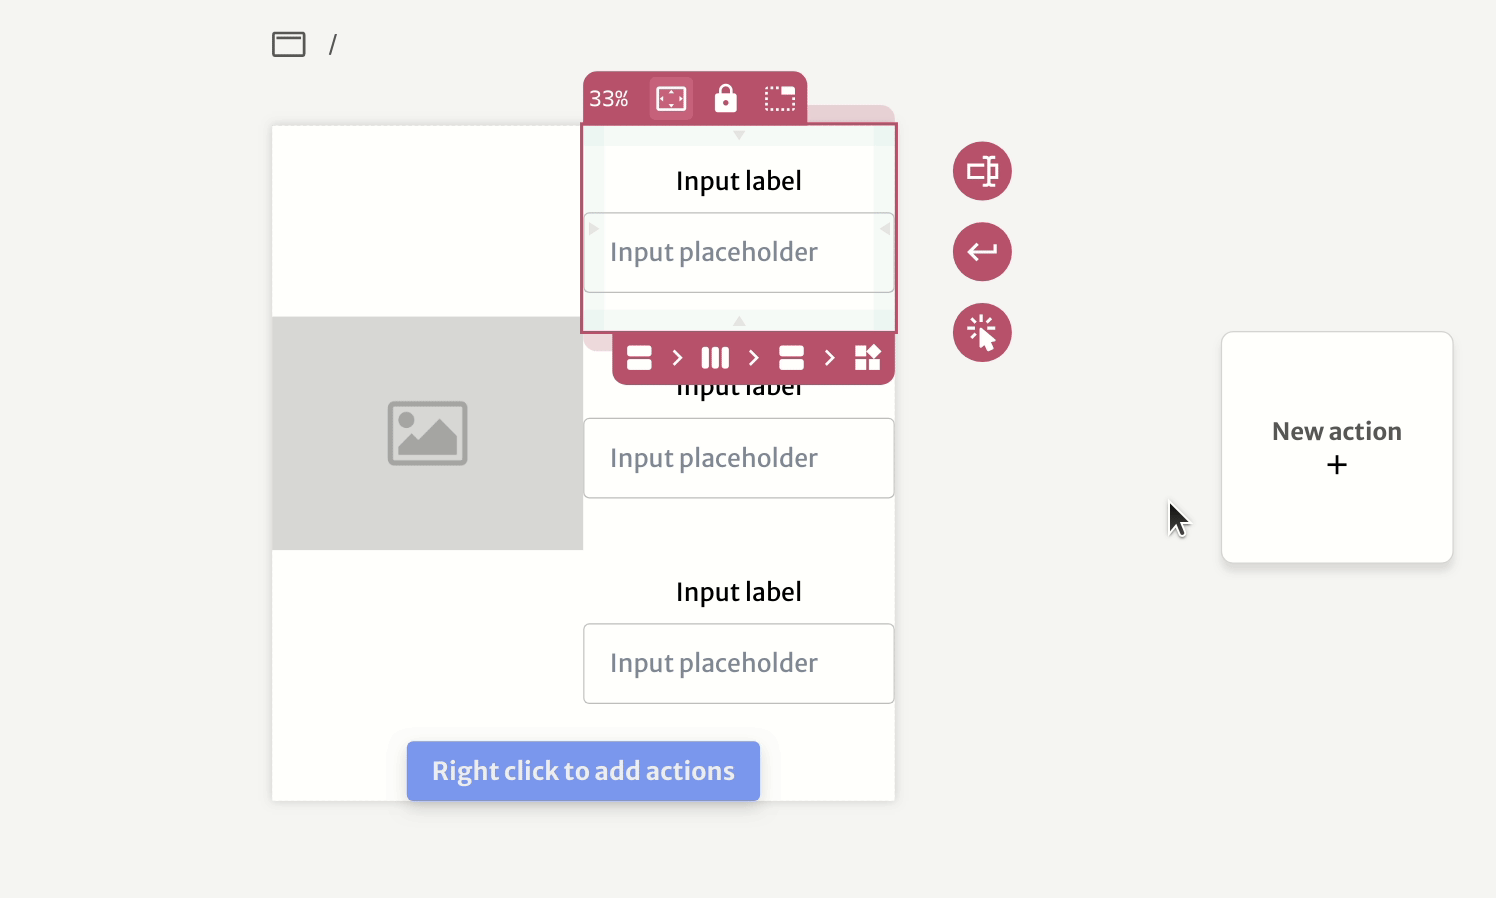 /
33%
Input label
Input placeholder
Input label
Input placeholder
New action
+
Input label
Input placeholder
Right click to add actions